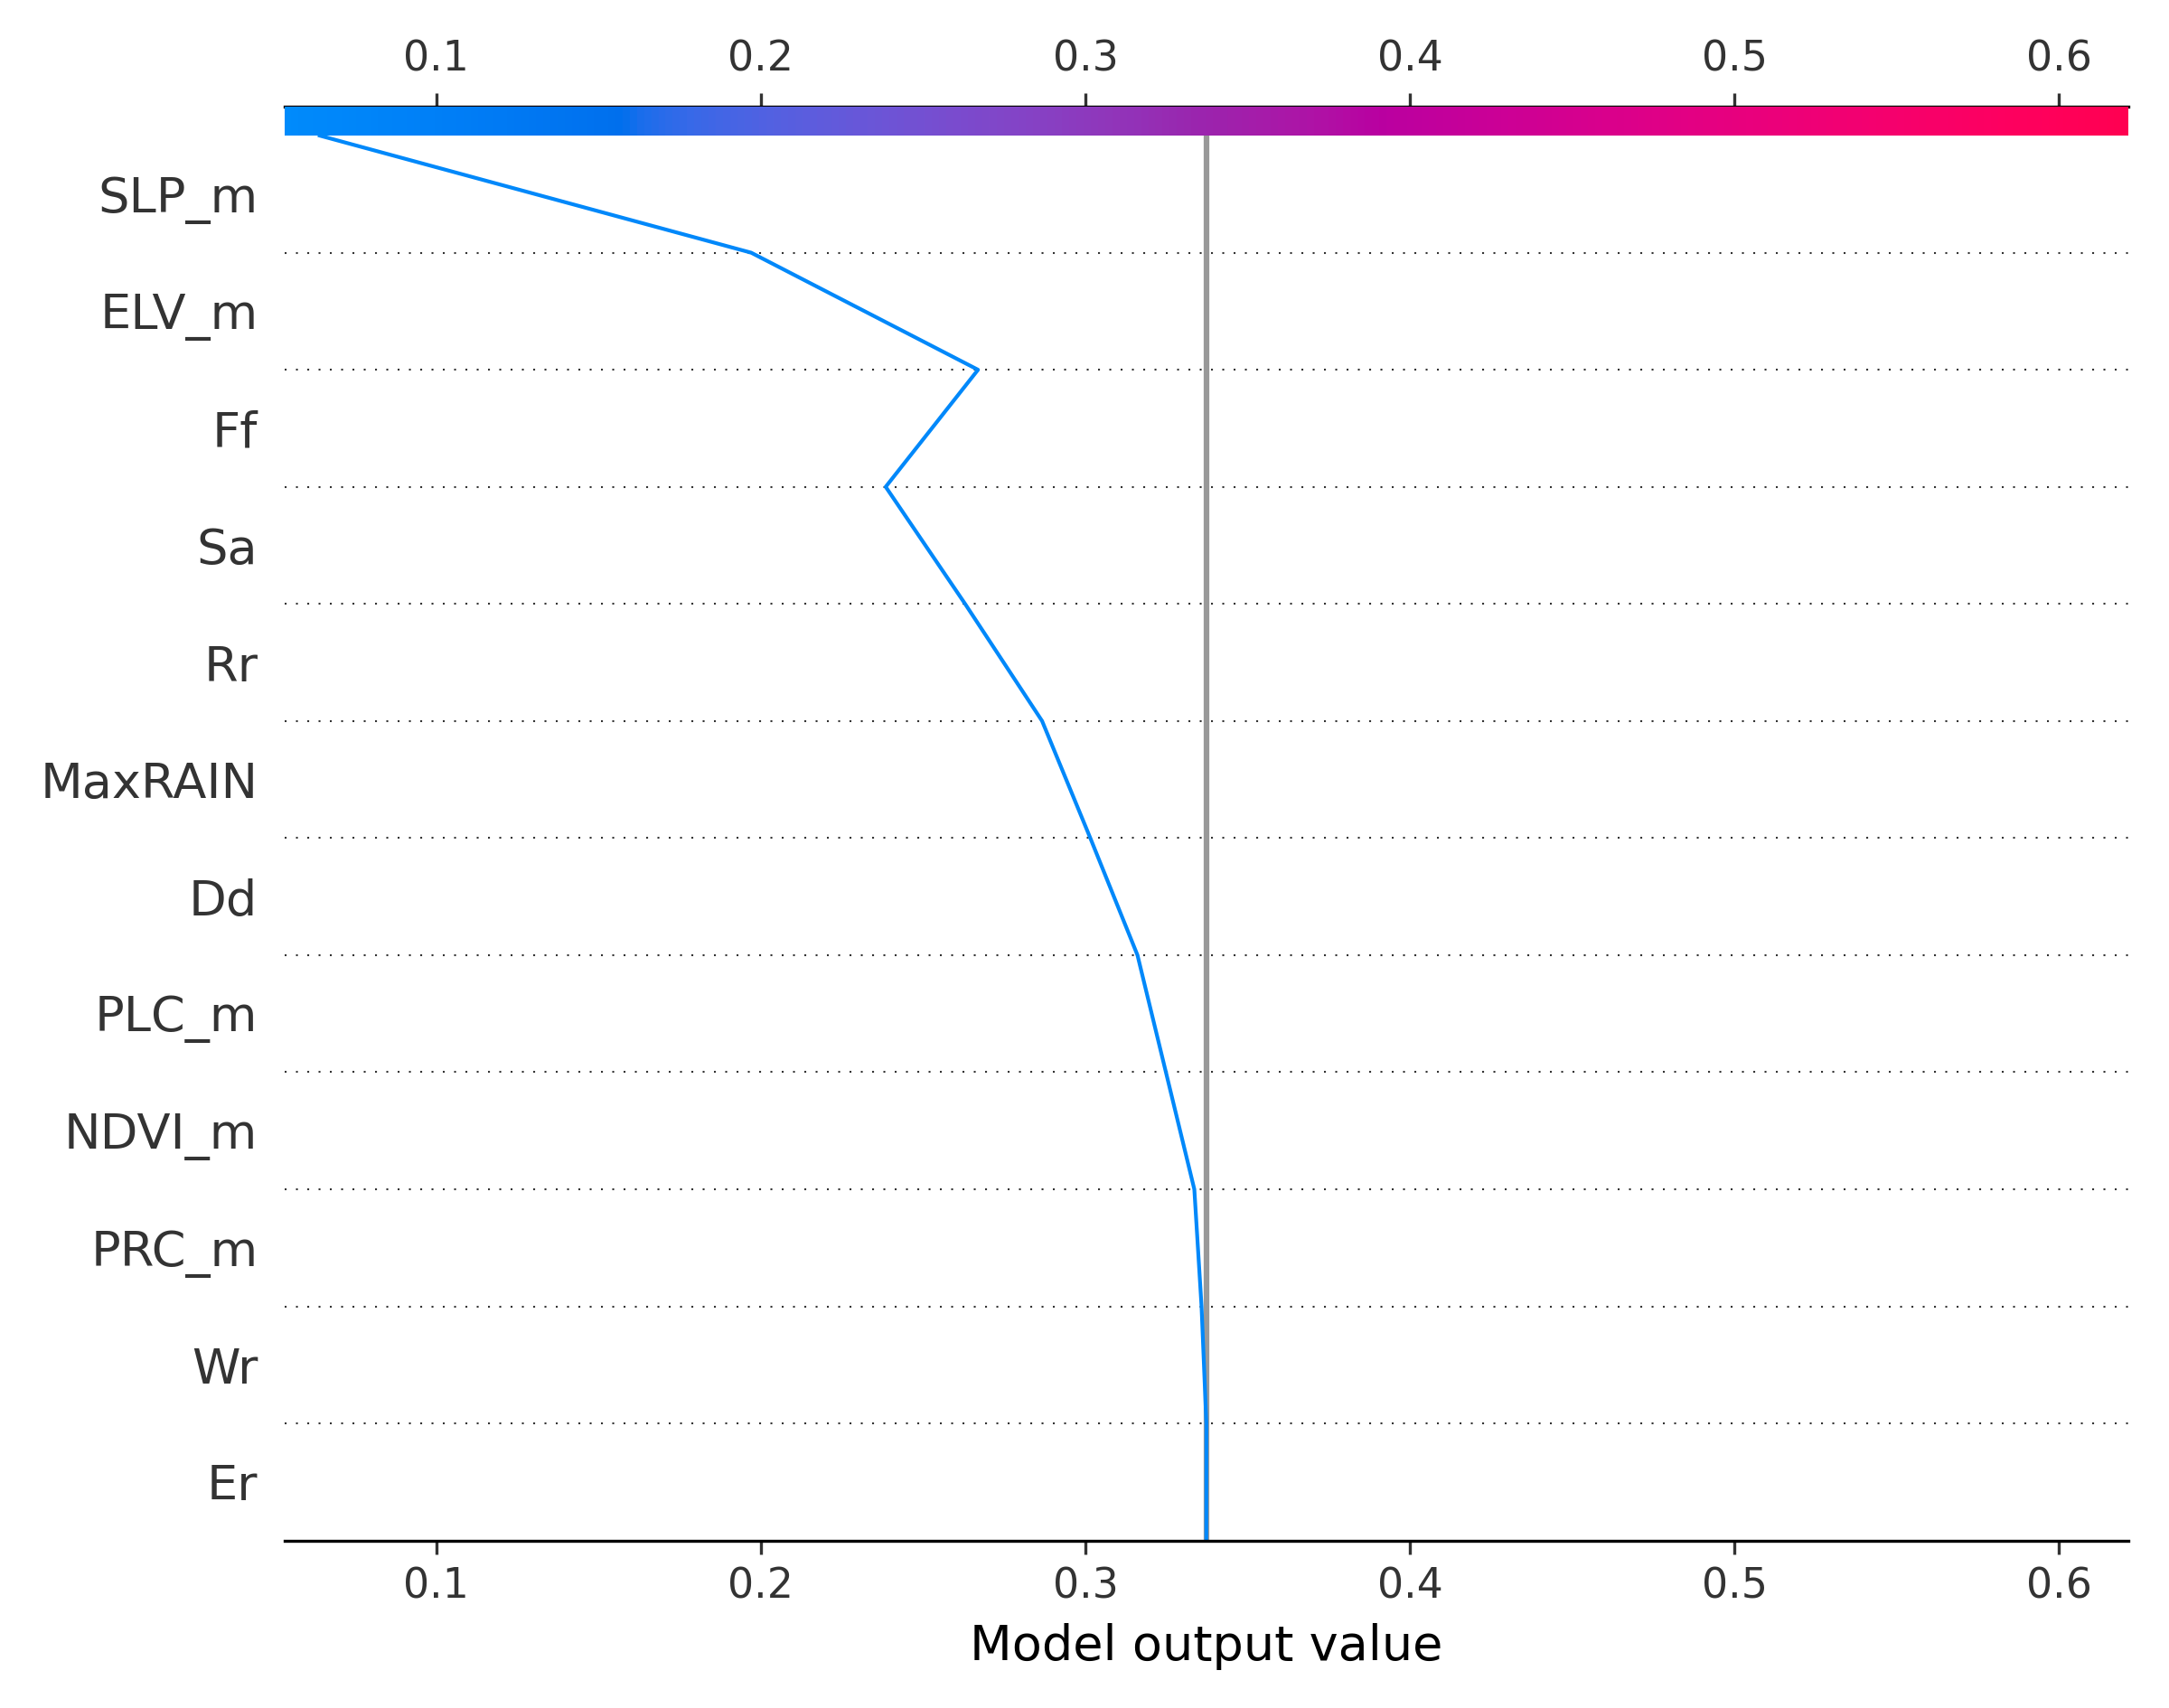 0.1 0.2 0.3 0.4 0.5 0.6
SLP_m
ELV_m
Ff
Sa
Rr
MaxRAIN
Dd
PLC_m
NDVI_m
PRC_m
Wr
Er
0.1 0.2 0.3 0.4 0.5 0.6
Model output value